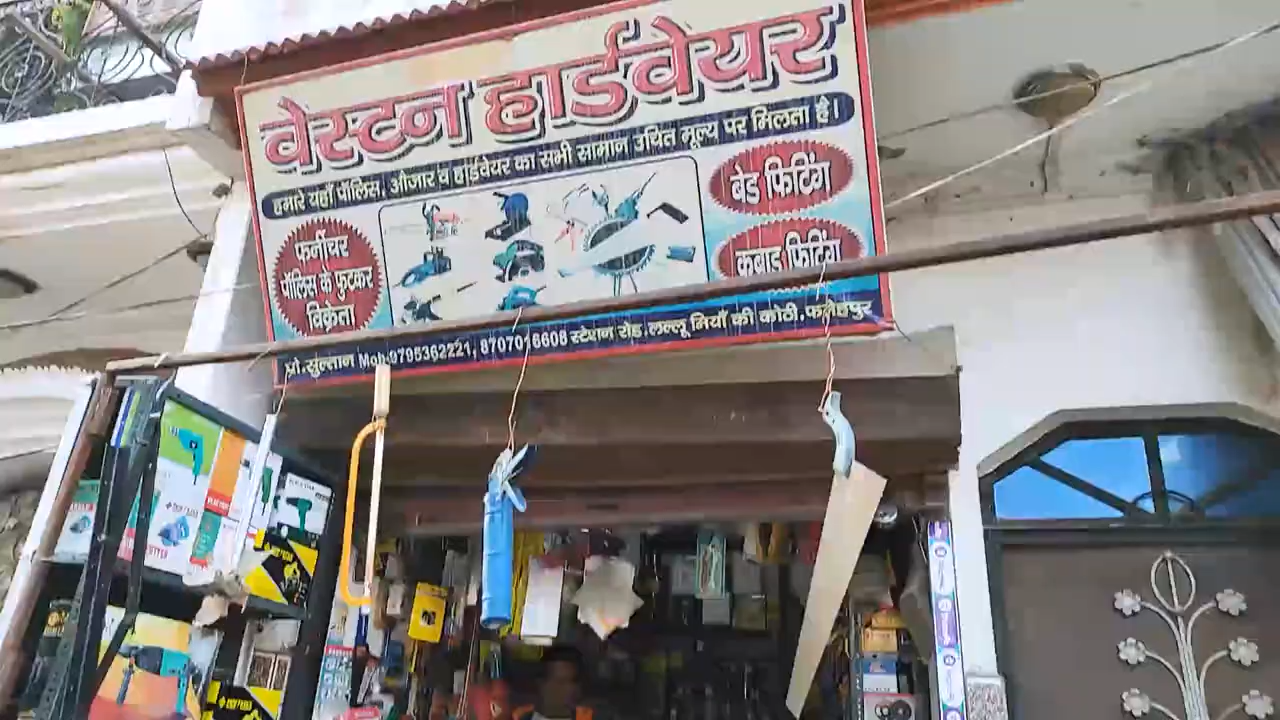 वेस्टन हार्डवेयर
हमारे यहाँ पॉलिस, औजार व हार्डवेयर का सभी सामान उचित मूल्य पर मिलता है।
फर्नीचर
पॉलिस के फुटकर
विक्रेता
बेड फिटिंग
कबाड फिटिंग
प्रो.सुल्तान Mob.9795362221, 8707016608 स्टेशन रोड, लल्लू मियाँ की कोठी, फतेहपुर